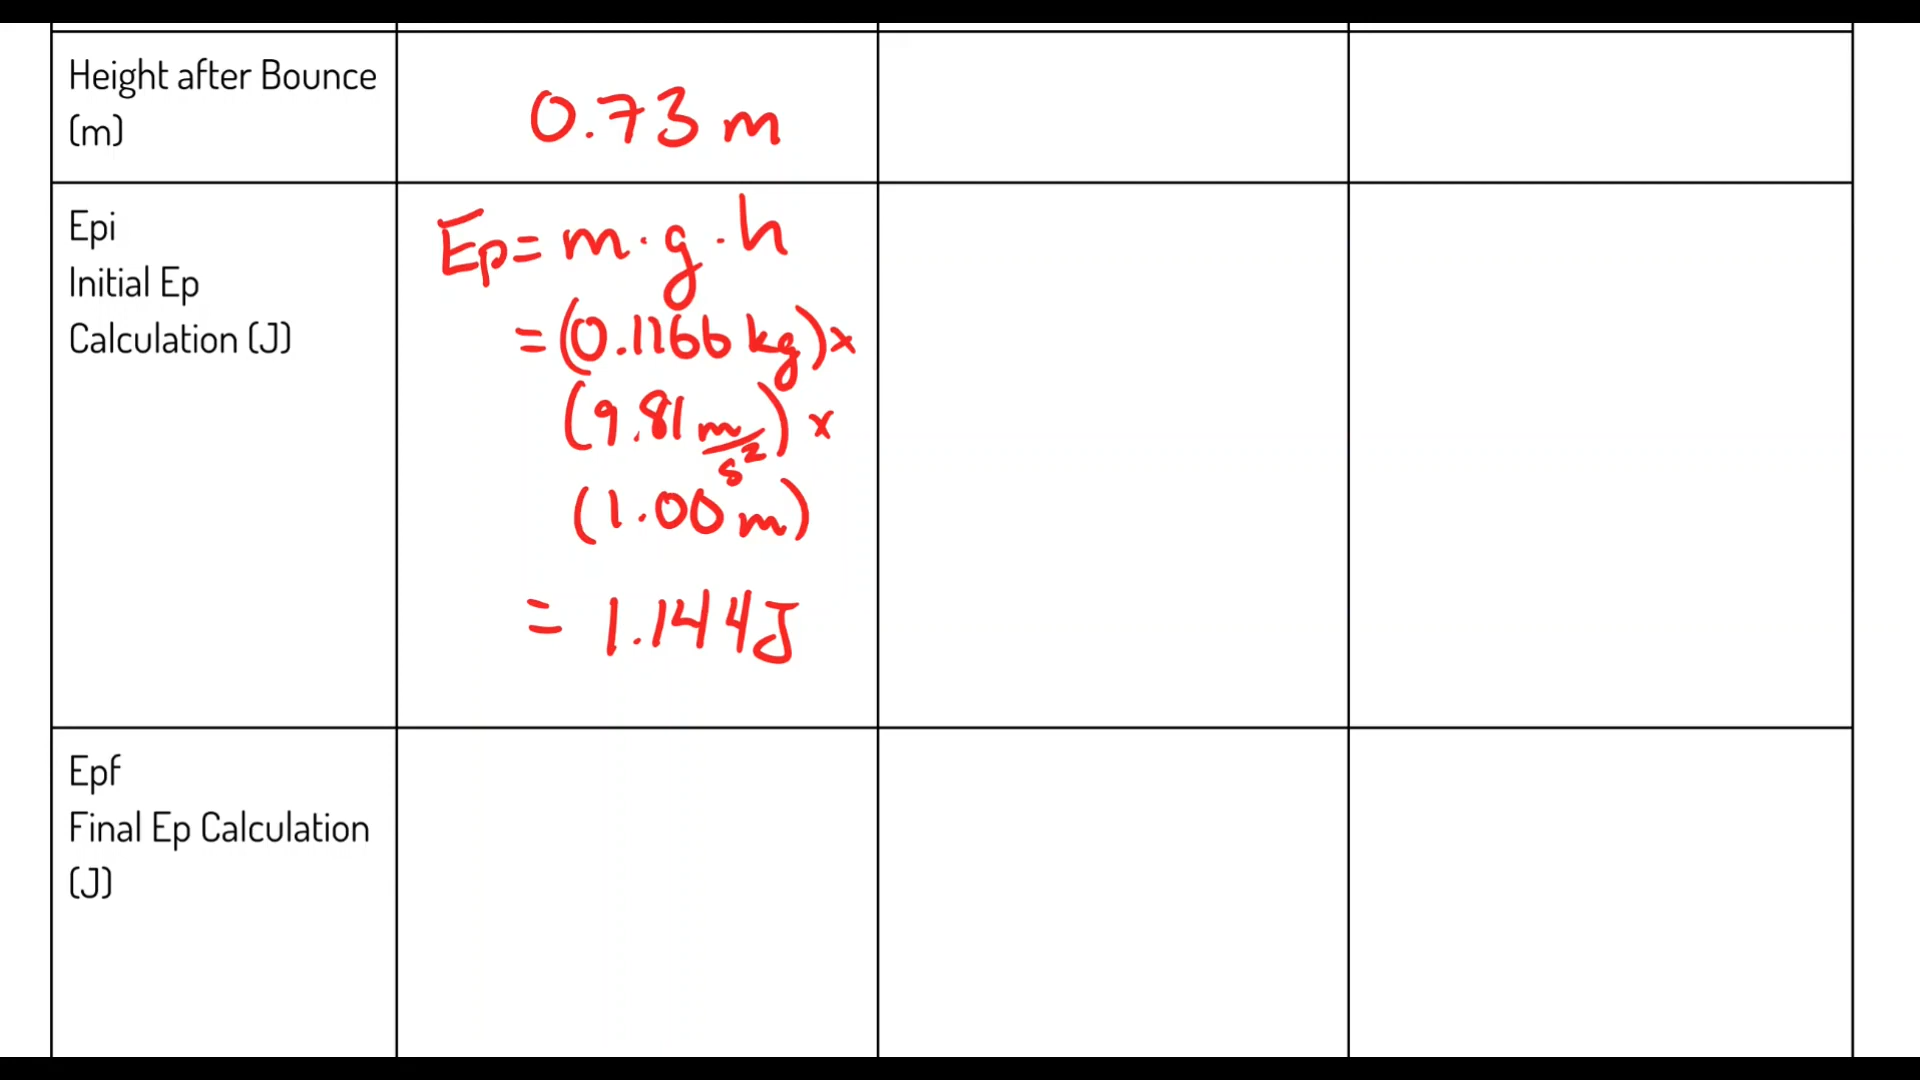 Height after Bounce
(m)
0.73 m
Epi
Initial Ep
Calculation (J)
Ep = m · g · h
= (0.1166 kg) x
(9.81 m/s²) x
(1.00 m)
= 1.144 J
Epf
Final Ep Calculation
(J)